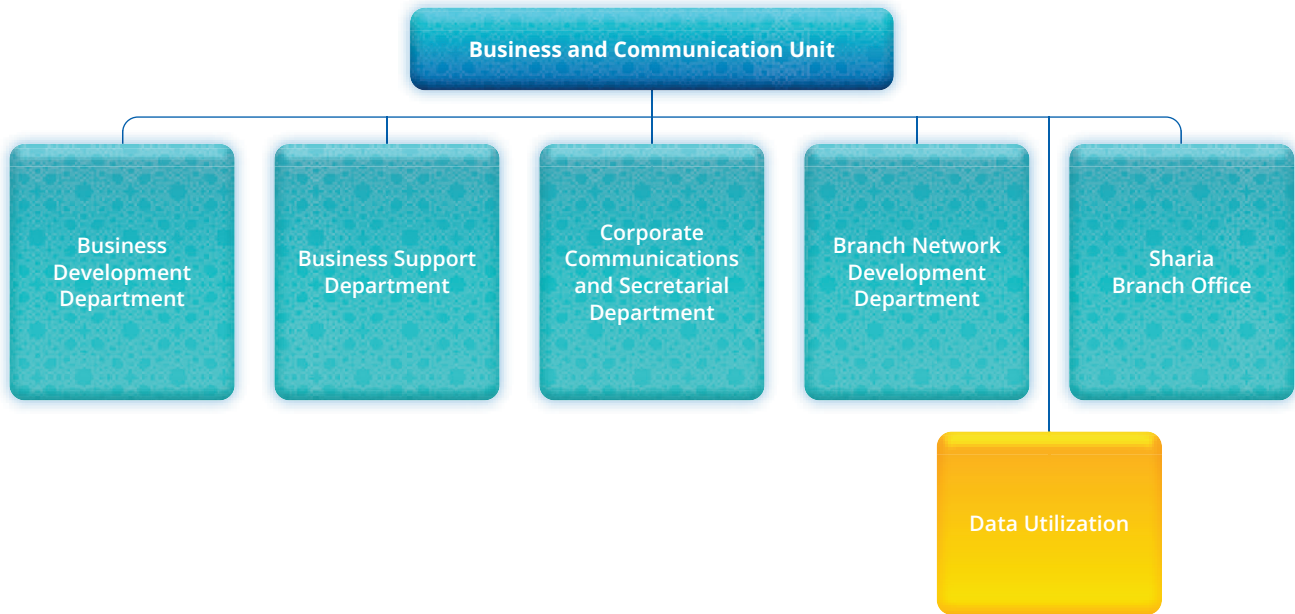 Business and Communication Unit
Business
Development
Department
Business Support
Department
Corporate
Communications
and Secretarial
Department
Branch Network
Development
Department
Sharia
Branch Office
Data Utilization